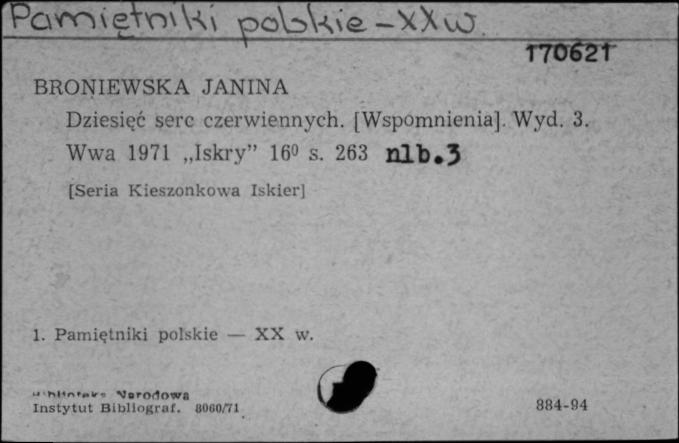 Pamiętniki polskie - XX w.
170621
BRONIEWSKA JANINA
Dziesięć serc czerwiennych. [Wspomnienia]. Wyd. 3.
Wwa 1971 „Iskry” 16⁰ s. 263 nlb.3
[Seria Kieszonkowa Iskier]
1. Pamiętniki polskie — XX w.
Biblioteka Narodowa
Instytut Bibliograf. 8060/71
884-94